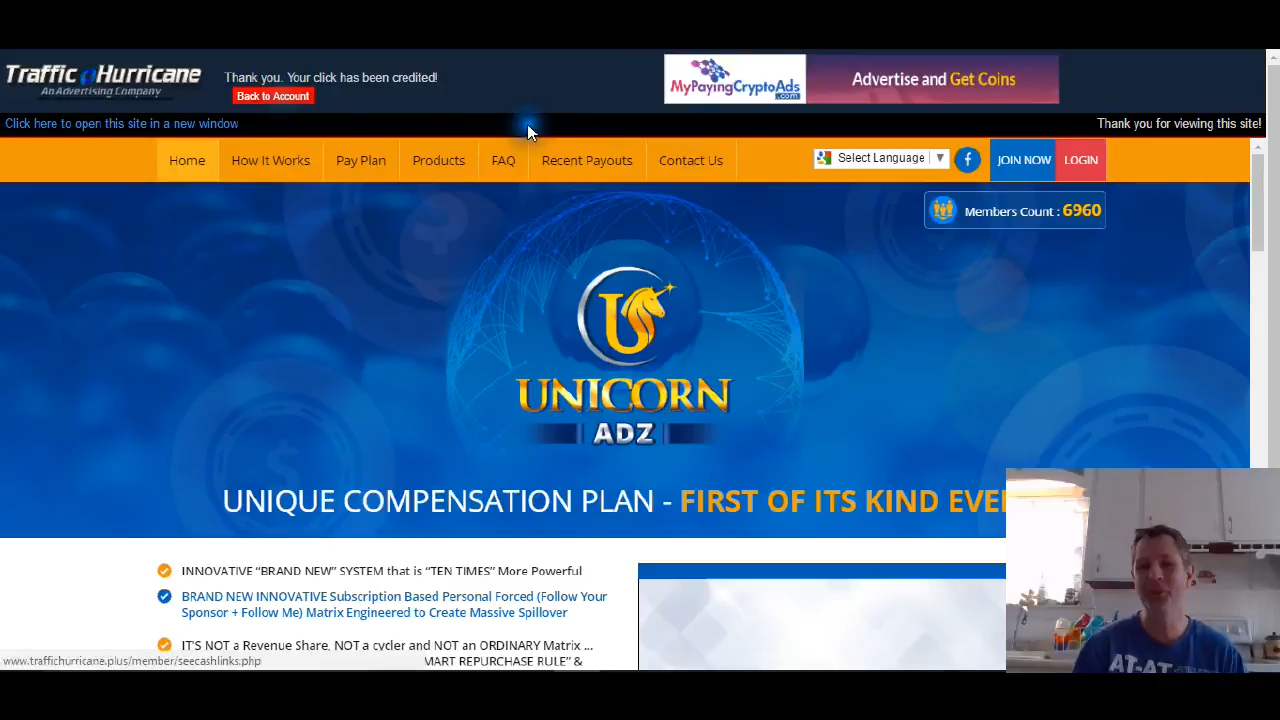 Traffic Hurricane
An Advertising Company
Thank you. Your click has been credited!
Back to Account
MyPayingCryptoAds
.com
Advertise and Get Coins
Click here to open this site in a new window
Thank you for viewing this site!
Home
How It Works
Pay Plan
Products
FAQ
Recent Payouts
Contact Us
Select Language ▼
JOIN NOW
LOGIN
Members Count : 6960
UNICORN
ADZ
UNIQUE COMPENSATION PLAN - FIRST OF ITS KIND EVE
INNOVATIVE “BRAND NEW” SYSTEM that is “TEN TIMES” More Powerful
BRAND NEW INNOVATIVE Subscription Based Personal Forced (Follow Your
Sponsor + Follow Me) Matrix Engineered to Create Massive Spillover
IT'S NOT a Revenue Share, NOT a cycler and NOT an ORDINARY Matrix ...
MART REPURCHASE RULE” &
www.traffichurricane.plus/member/seecashlinks.php
AT-AT